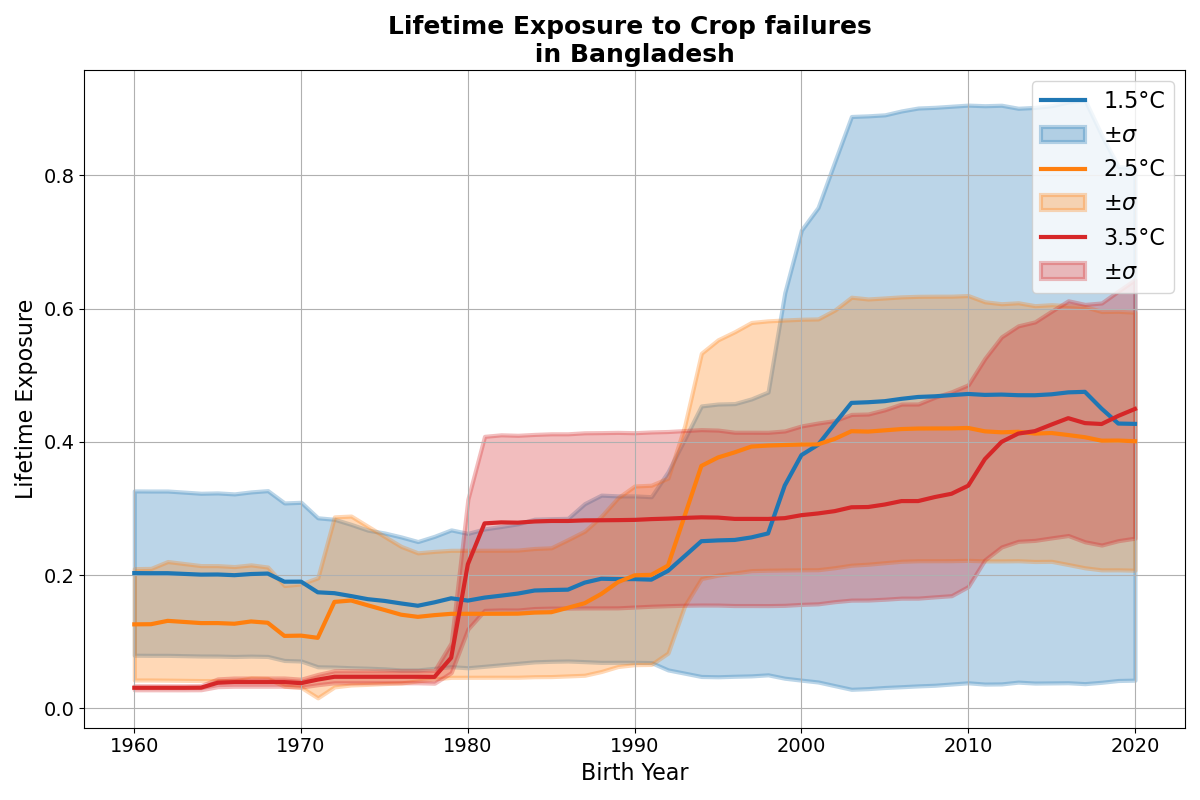 Lifetime Exposure to Crop failures
in Bangladesh
1.5°C
±σ
2.5°C
±σ
3.5°C
±σ
Lifetime Exposure
0.8
0.6
0.4
0.2
0.0
1960 1970 1980 1990 2000 2010 2020
Birth Year